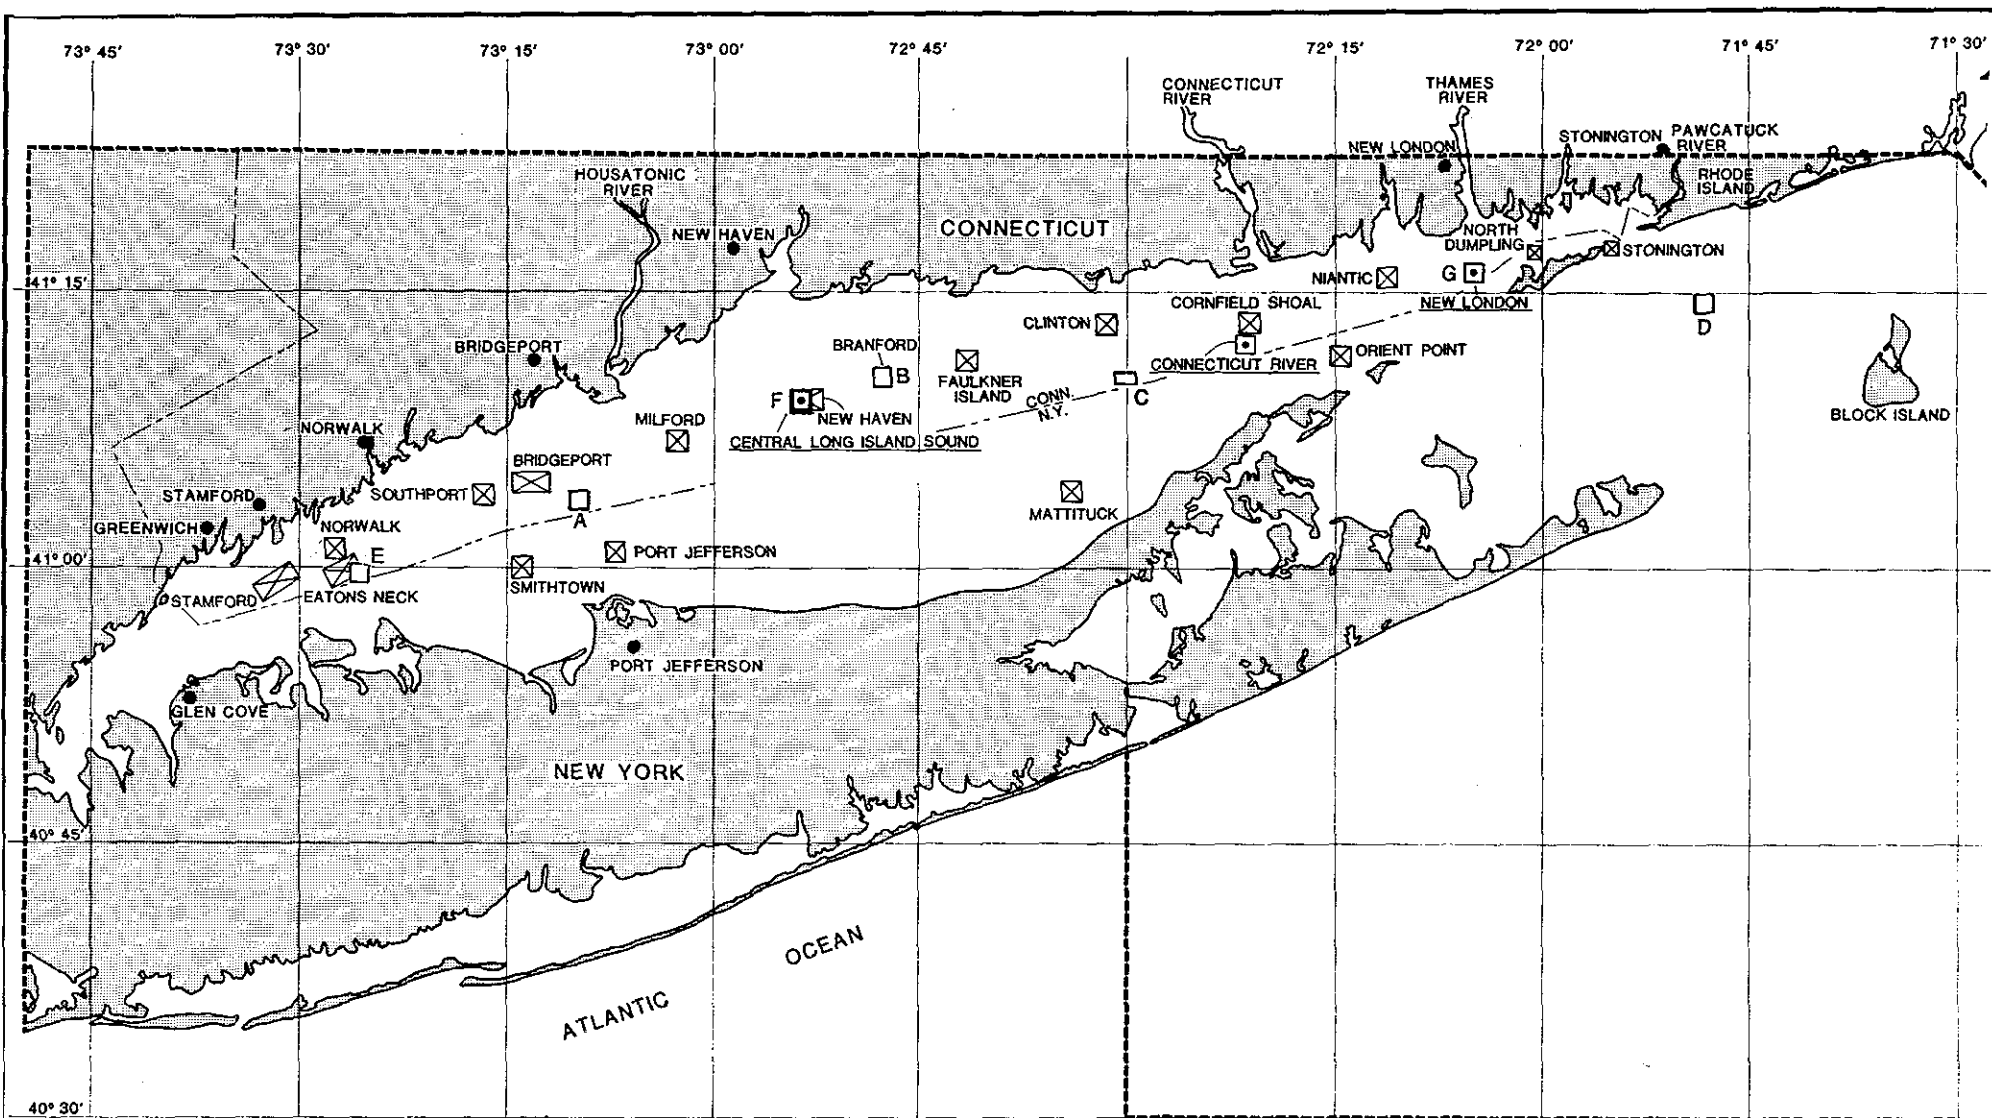 73° 45'
73° 30'
73° 15'
73° 00'
72° 45'
72° 15'
72° 00'
71° 45'
71° 30'
CONNECTICUT
RIVER
THAMES
RIVER
NEW LONDON
STONINGTON
PAWCATUCK
RIVER
RHODE
ISLAND
HOUSATONIC
RIVER
NEW HAVEN
CONNECTICUT
NORTH
DUMPLING
STONINGTON
41° 15'
NIANTIC
G
NEW LONDON
CORNFIELD SHOAL
D
CLINTON
BRIDGEPORT
BRANFORD
B
CONNECTICUT RIVER
ORIENT POINT
FAULKNER
ISLAND
C
CONN.
N.Y.
F
NEW HAVEN
BLOCK ISLAND
MILFORD
CENTRAL LONG ISLAND SOUND
NORWALK
BRIDGEPORT
SOUTHPORT
STAMFORD
A
MATTITUCK
GREENWICH
NORWALK
E
41° 00'
PORT JEFFERSON
SMITHTOWN
STAMFORD
EATONS NECK
PORT JEFFERSON
GLEN COVE
NEW YORK
40° 45'
OCEAN
ATLANTIC
40° 30'